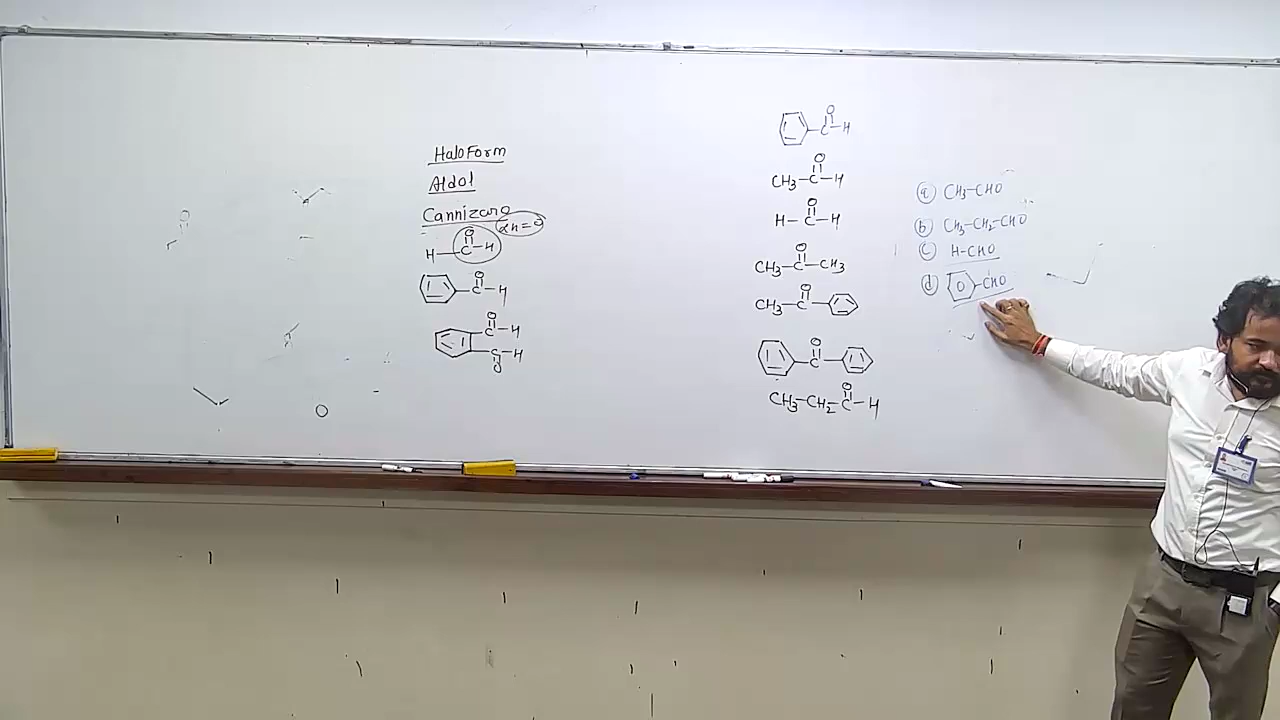 HaloForm
Aldol
Cannizaro
αH=0
O
H-C-H
O
C-H
O
C-H
C-H
O
O
C-H
O
CH3-C-H
O
H-C-H
O
CH3-C-CH3
O
CH3-C-
O
C
O
CH3-CH2-C-H
a CH3-CHO
b CH3-CH2-CHO
c H-CHO
d -CHO